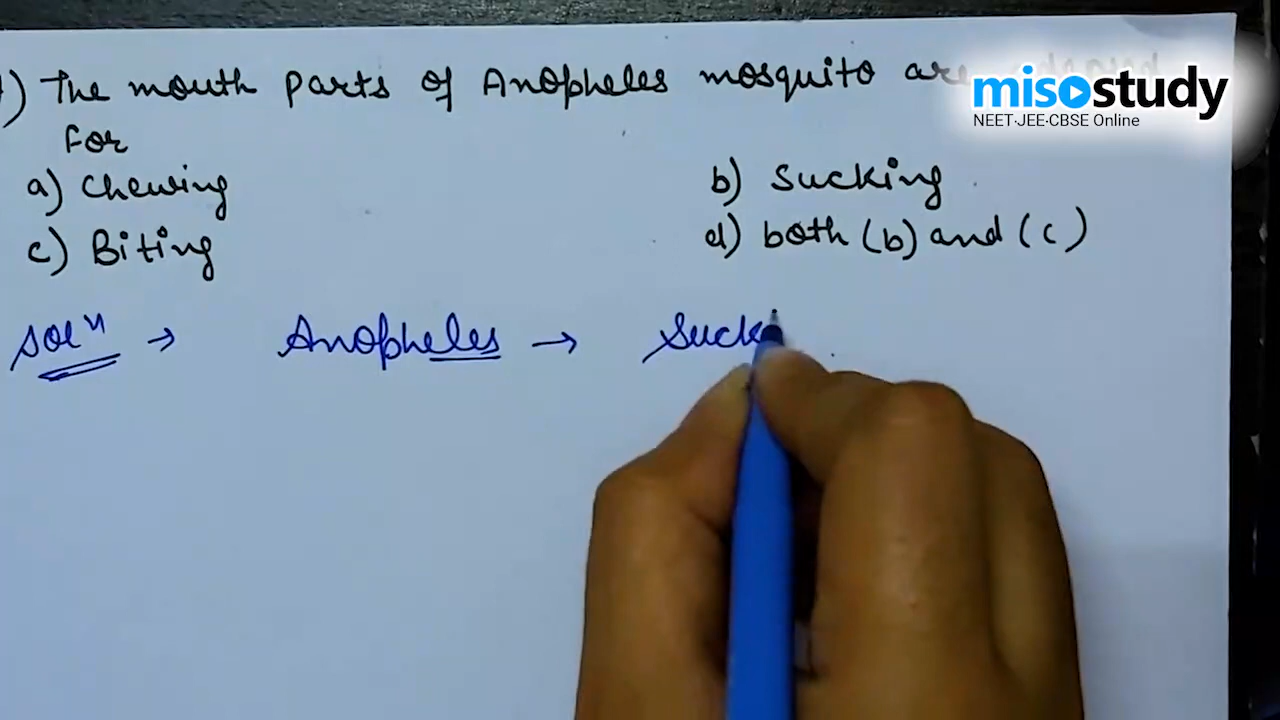 The mouth parts of Anopheles mosquito are
for
a) Chewing
b) Sucking
c) Biting
d) both (b) and (c)
Solⁿ → Anopheles → Suck
misostudy
NEET·JEE·CBSE Online